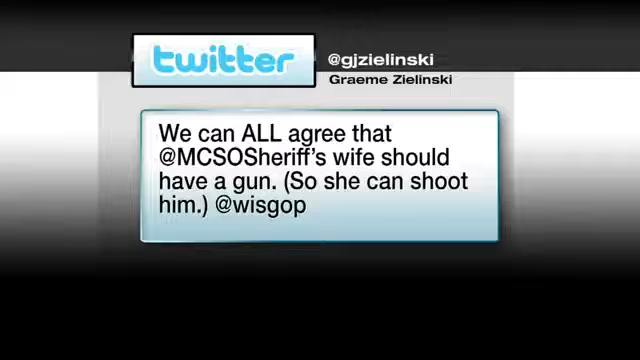 twitter
@gjzielinski
Graeme Zielinski
We can ALL agree that
@MCSOSheriff's wife should
have a gun. (So she can shoot
him.) @wisgop